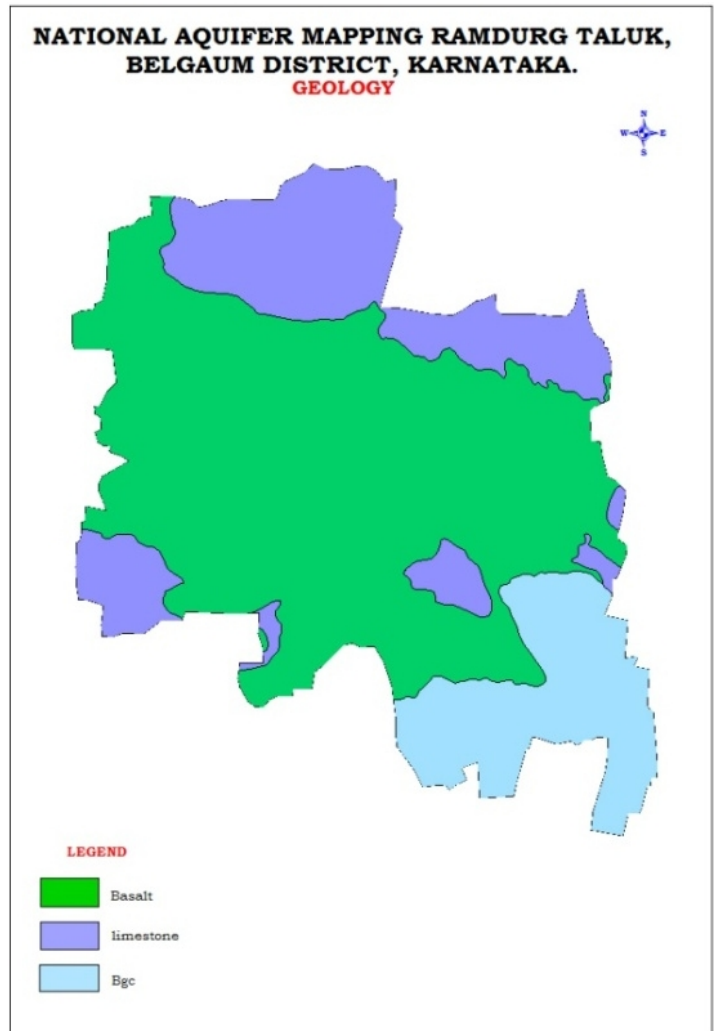 NATIONAL AQUIFER MAPPING RAMDURG TALUK,
BELGAUM DISTRICT, KARNATAKA.
GEOLOGY
N
W E
S
LEGEND
Basalt
limestone
Bgc